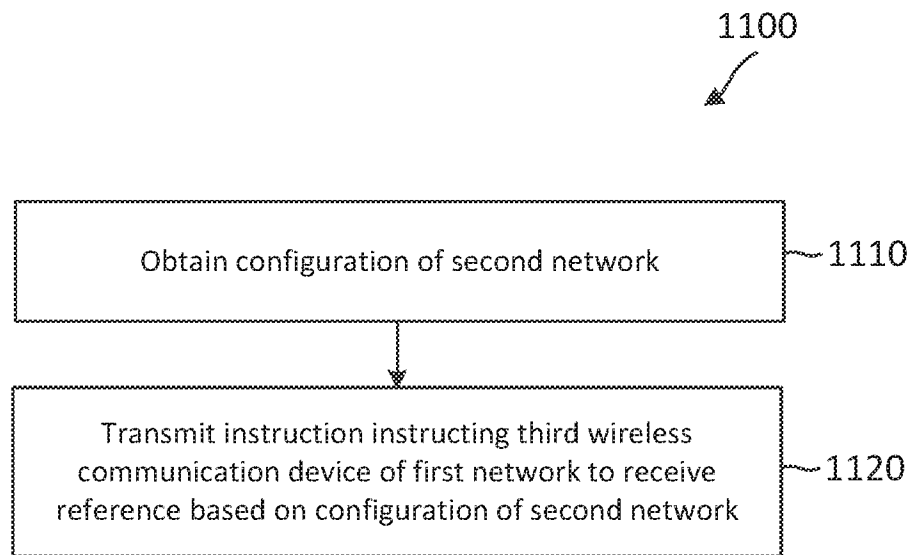 1100
Obtain configuration of second network
1110
Transmit instruction instructing third wireless
communication device of first network to receive
reference based on configuration of second network
1120